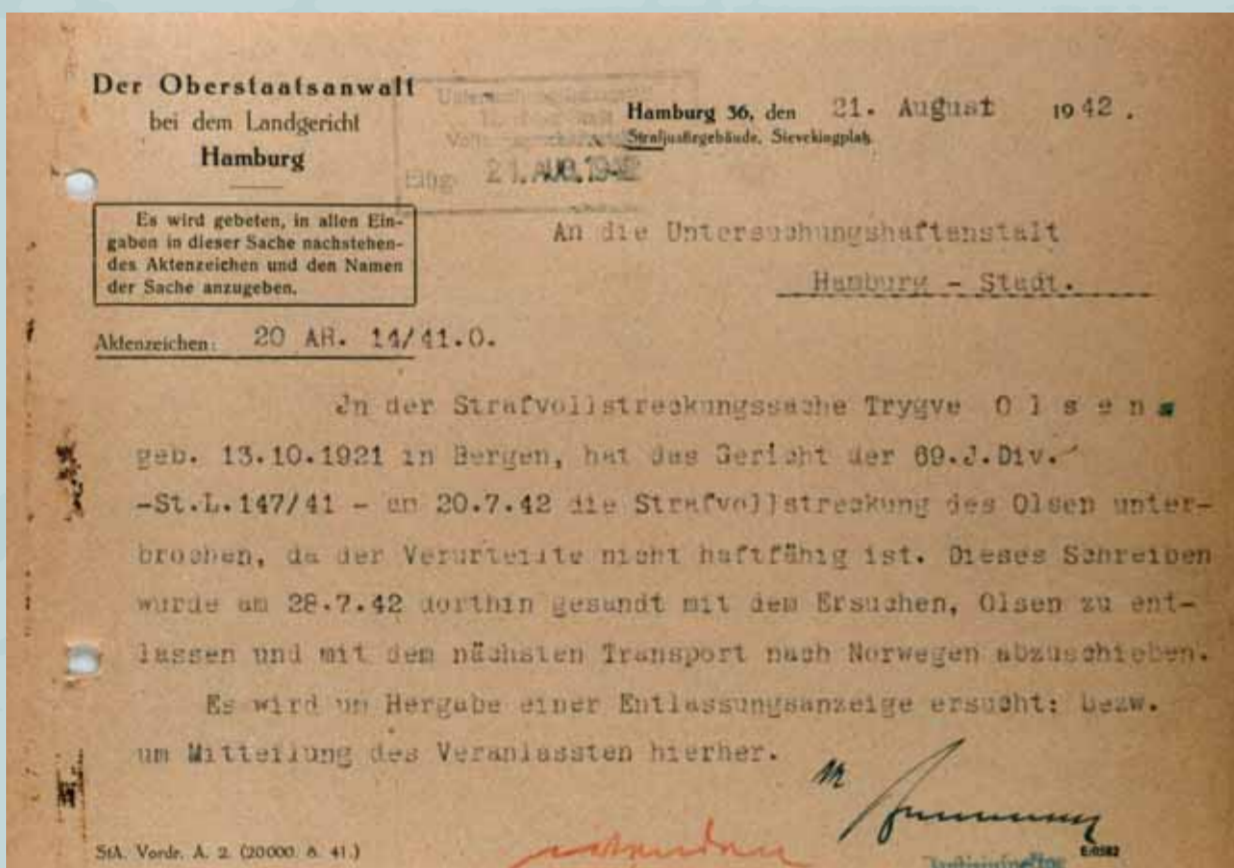 Der Oberstaatsanwalt
bei dem Landgericht
Hamburg
Hamburg 36, den 21. August 1942.
Strafjustizgebäude, Sievekingplatz
Eing. 21. AUG. 1942
Es wird gebeten, in allen Ein-
gaben in dieser Sache nachstehen-
des Aktenzeichen und den Namen
der Sache anzugeben.
An die Untersuchungshaftanstalt
Hamburg - Stadt.
Aktenzeichen: 20 AR. 14/41.O.
Jn der Strafvollstreckungssache Trygve O l s e n
geb. 13.10.1921 in Bergen, hat das Gericht der 69.J.Div.
-St.L.147/41 - am 20.7.42 die Strafvollstreckung des Olsen unter-
brochen, da der Verurteilte nicht haftfähig ist. Dieses Schreiben
wurde am 28.7.42 dorthin gesandt mit dem Ersuchen, Olsen zu ent-
lassen und mit dem nächsten Transport nach Norwegen abzuschieben.
Es wird um Hergabe einer Entlassungsanzeige ersucht: bezw.
um Mitteilung des Veranlassten hierher.
StA. Vordr. A. 2. (20000. 8. 41.)
E/0582